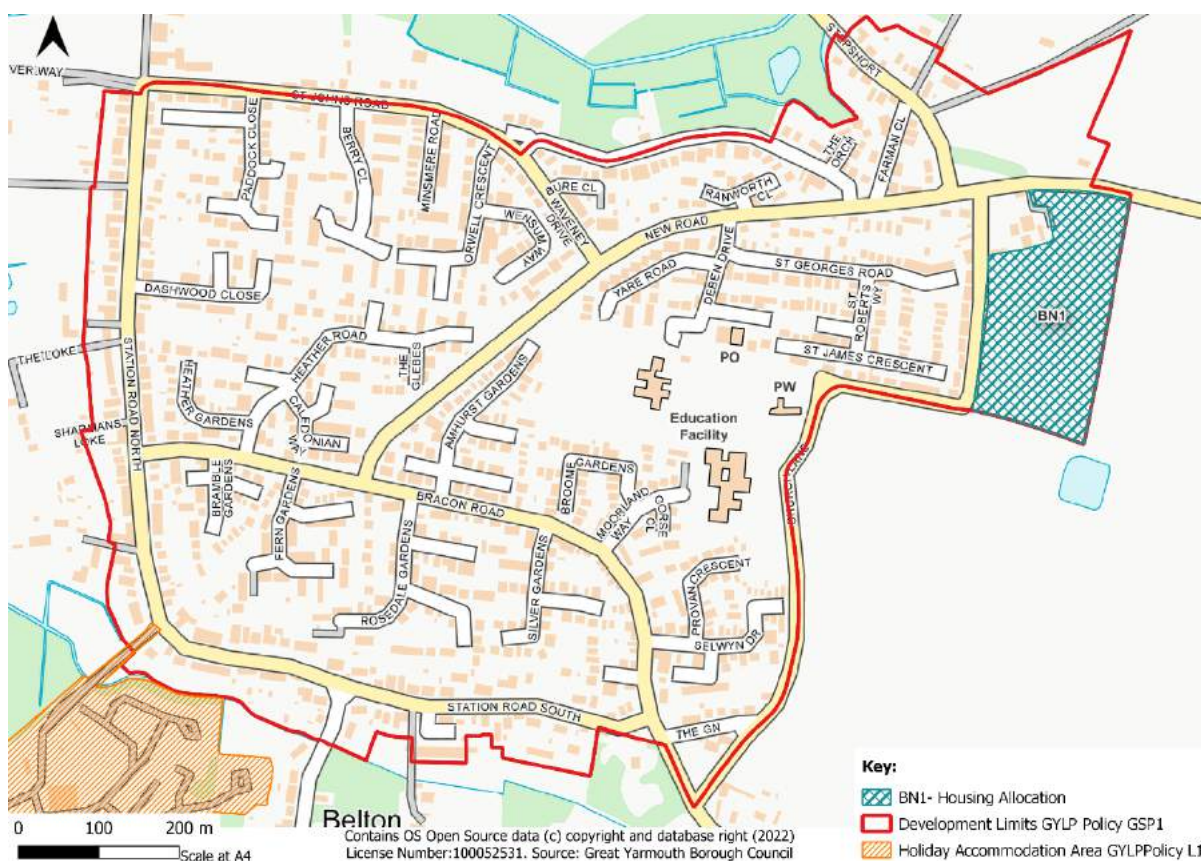 VERWAY
ST JOHNS ROAD
STEPSHORT
PADDOCK CLOSE
BERRY CL
MINSMERE ROAD
ORWELL CRESCENT
BURE CL
WAVENEY DRIVE
WENSUM WAY
THE ORCH
FARMAN CL
RANWORTH CL
NEW ROAD
YARE ROAD
DEBEN DRIVE
ST GEORGES ROAD
ST ROBERTS WY
ST JAMES CRESCENT
BN1
DASHWOOD CLOSE
THE LOKE
STATION ROAD NORTH
HEATHER ROAD
THE GLEBES
HEATHER GARDENS
CALEDONIAN WAY
AMHURST GARDENS
PO
PW
Education
Facility
SHARMANS LOKE
BRAMBLE GARDENS
FERN GARDENS
BRACON ROAD
BROOME GARDENS
MOORLAND WAY
GORSE CL
LANE
ROSEDALE GARDENS
SILVER GARDENS
PROVAN CRESCENT
SELWYN DR
STATION ROAD SOUTH
THE GN
Belton
Key:
BN1- Housing Allocation
Development Limits GYLP Policy GSP1
Holiday Accommodation Area GYLPPolicy L1
0 100 200 m
Scale at A4
Contains OS Open Source data (c) copyright and database right (2022)
License Number:100052531. Source: Great Yarmouth Borough Council